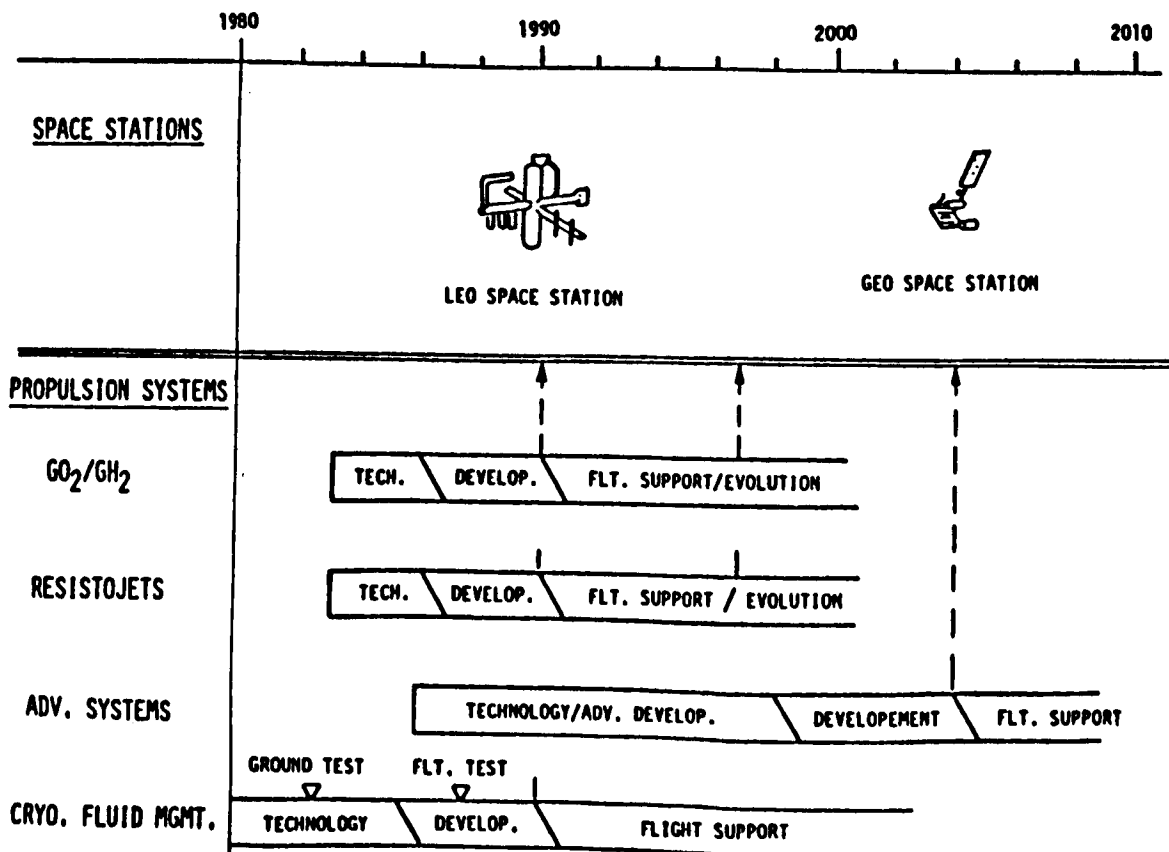 1980 1990 2000 2010
SPACE STATIONS
LEO SPACE STATION
GEO SPACE STATION
PROPULSION SYSTEMS
GO2/GH2 TECH. DEVELOP. FLT. SUPPORT/EVOLUTION
RESISTOJETS TECH. DEVELOP. FLT. SUPPORT / EVOLUTION
ADV. SYSTEMS TECHNOLOGY/ADV. DEVELOP. DEVELOPEMENT FLT. SUPPORT
GROUND TEST FLT. TEST
CRYO. FLUID MGMT. TECHNOLOGY DEVELOP. FLIGHT SUPPORT